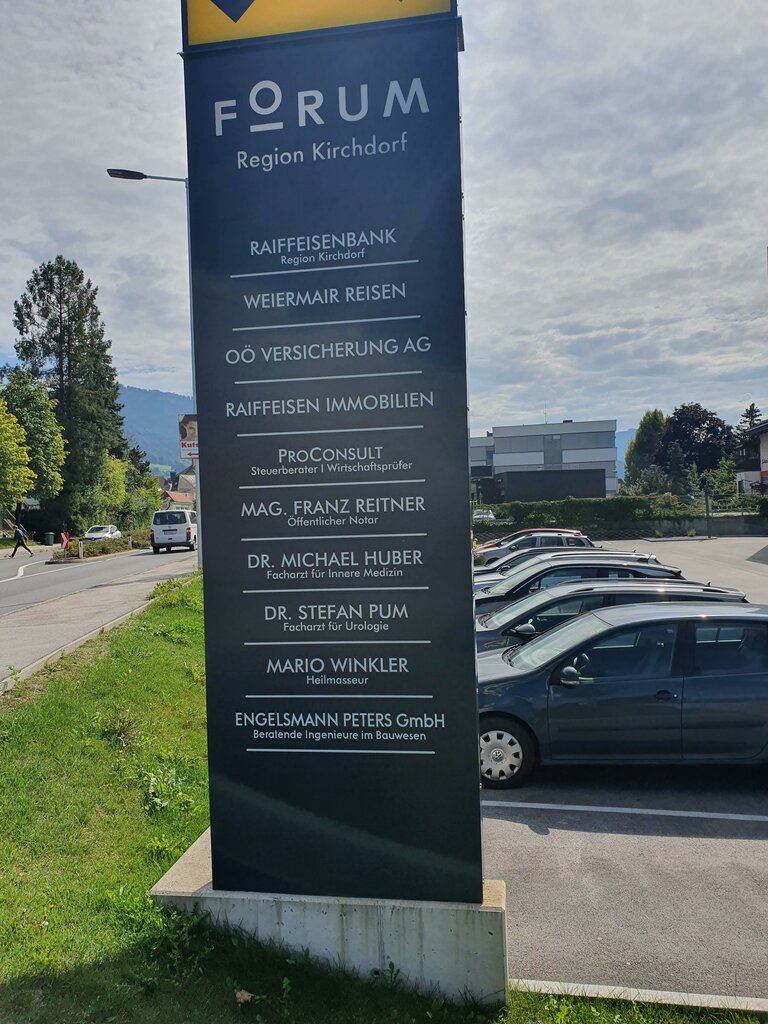 FORUM
Region Kirchdorf
RAIFFEISENBANK
Region Kirchdorf
WEIERMAIR REISEN
OÖ VERSICHERUNG AG
RAIFFEISEN IMMOBILIEN
PROCONSULT
Steuerberater I Wirtschaftsprüfer
MAG. FRANZ REITNER
Öffentlicher Notar
DR. MICHAEL HUBER
Facharzt für Innere Medizin
DR. STEFAN PUM
Facharzt für Urologie
MARIO WINKLER
Heilmasseur
ENGELSMANN PETERS GmbH
Beratende Ingenieure im Bauwesen